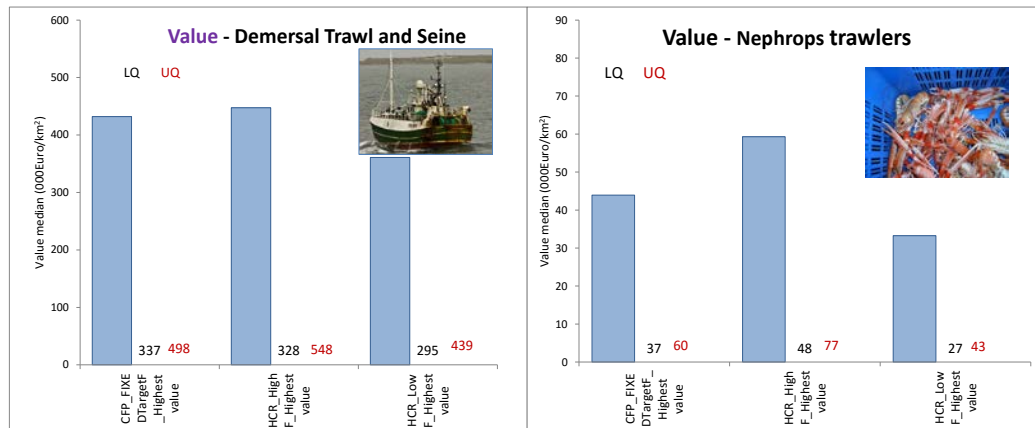 Value - Demersal Trawl and Seine
LQ UQ
Value median (000Euro/km²)
600
500
400
300
200
100
0
337 498
328 548
295 439
CFP_FIXE
DTargetF
_Highest
value
HCR_High
F_Highest
value
HCR_Low
F_Highest
value
Value - Nephrops trawlers
LQ UQ
Value median (000Euro/km²)
90
80
70
60
50
40
30
20
10
0
37 60
48 77
27 43
CFP_FIXE
DTargetF_
Highest
value
HCR_High
F_Highest
value
HCR_Low
F_Highest
value